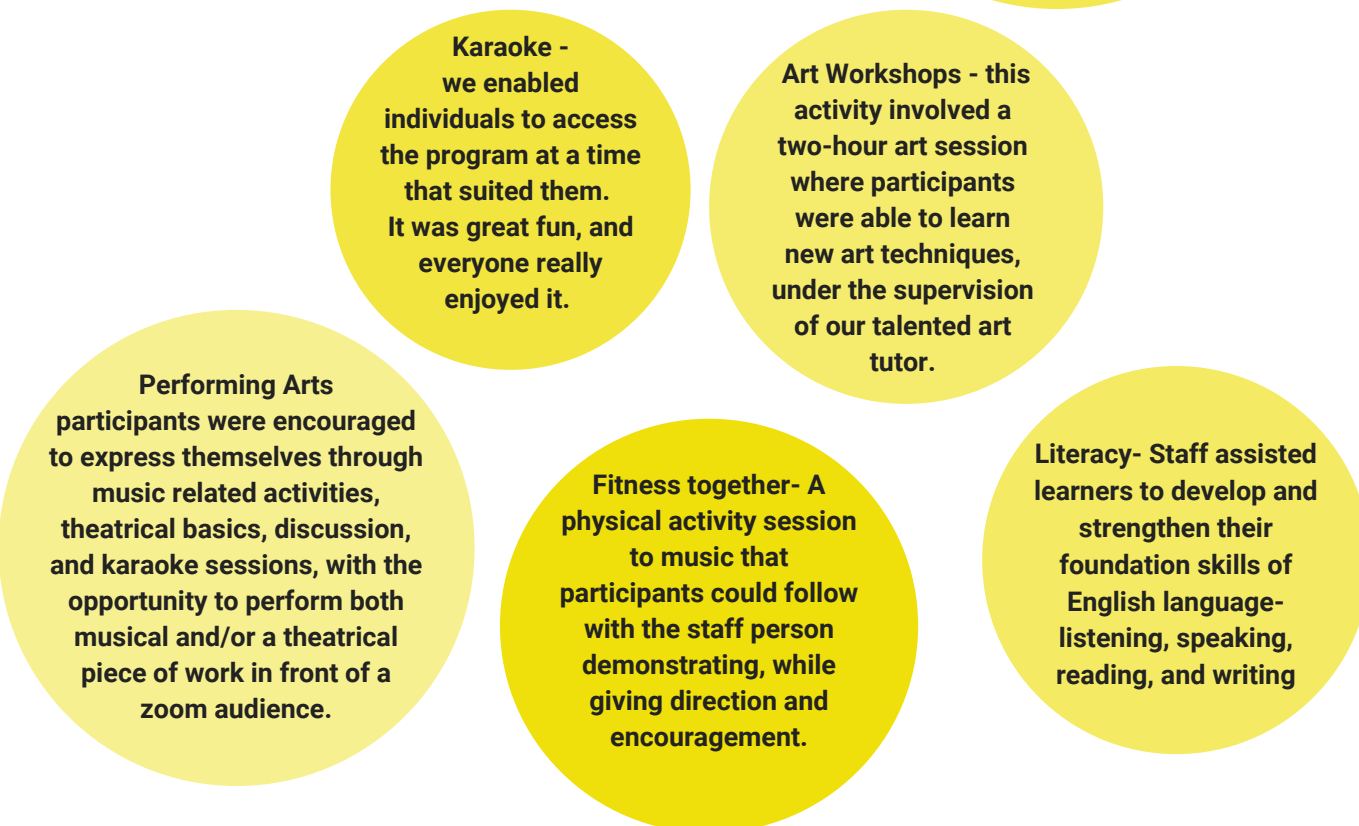 Karaoke -
we enabled
individuals to access
the program at a time
that suited them.
It was great fun, and
everyone really
enjoyed it.
Art Workshops - this
activity involved a
two-hour art session
where participants
were able to learn
new art techniques,
under the supervision
of our talented art
tutor.
Performing Arts
participants were encouraged
to express themselves through
music related activities,
theatrical basics, discussion,
and karaoke sessions, with the
opportunity to perform both
musical and/or a theatrical
piece of work in front of a
zoom audience.
Fitness together- A
physical activity session
to music that
participants could follow
with the staff person
demonstrating, while
giving direction and
encouragement.
Literacy- Staff assisted
learners to develop and
strengthen their
foundation skills of
English language-
listening, speaking,
reading, and writing